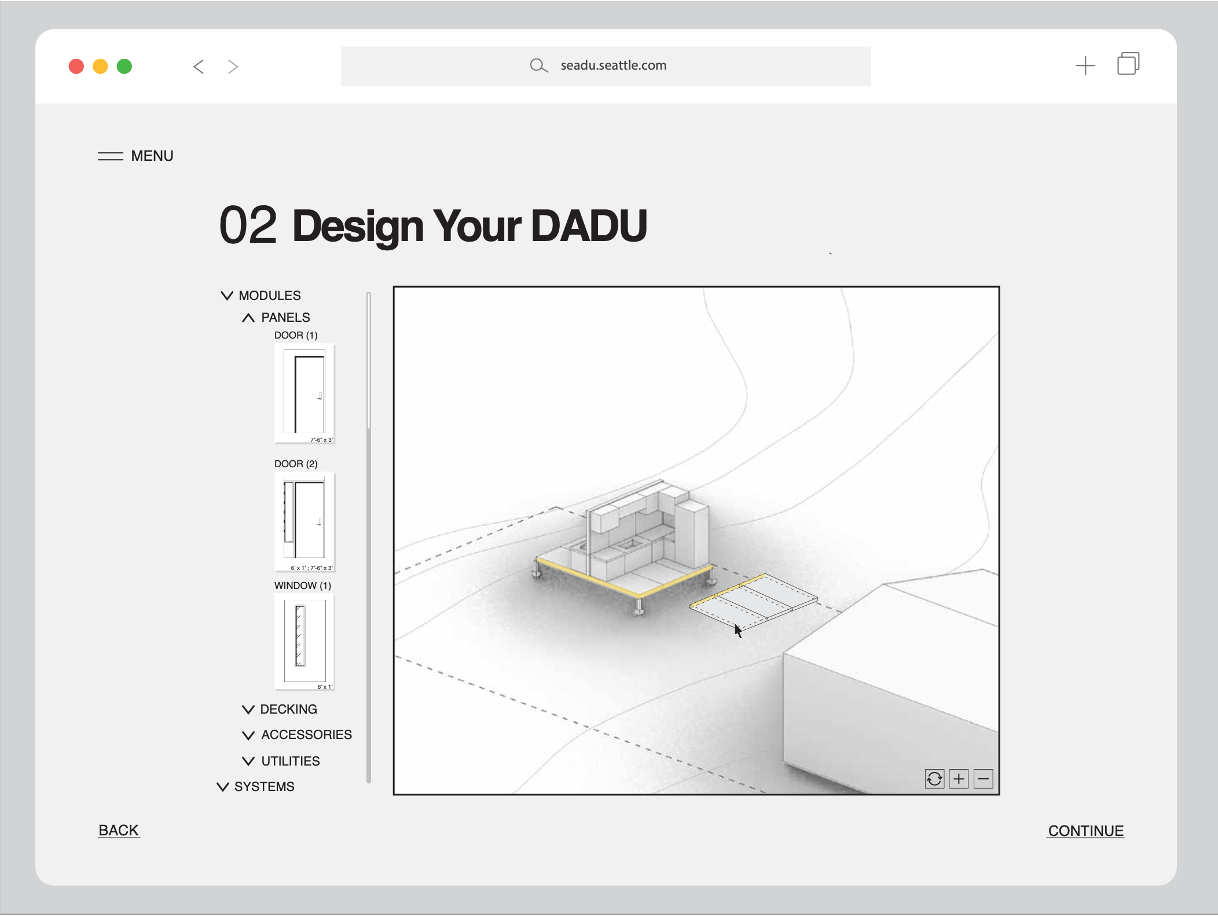 seadu.seattle.com
MENU
02 Design Your DADU
MODULES
PANELS
DOOR (1)
7'-6" x 3'
DOOR (2)
6' x 1' ; 7'-6" x 3'
WINDOW (1)
6' x 1'
DECKING
ACCESSORIES
UTILITIES
SYSTEMS
BACK
CONTINUE